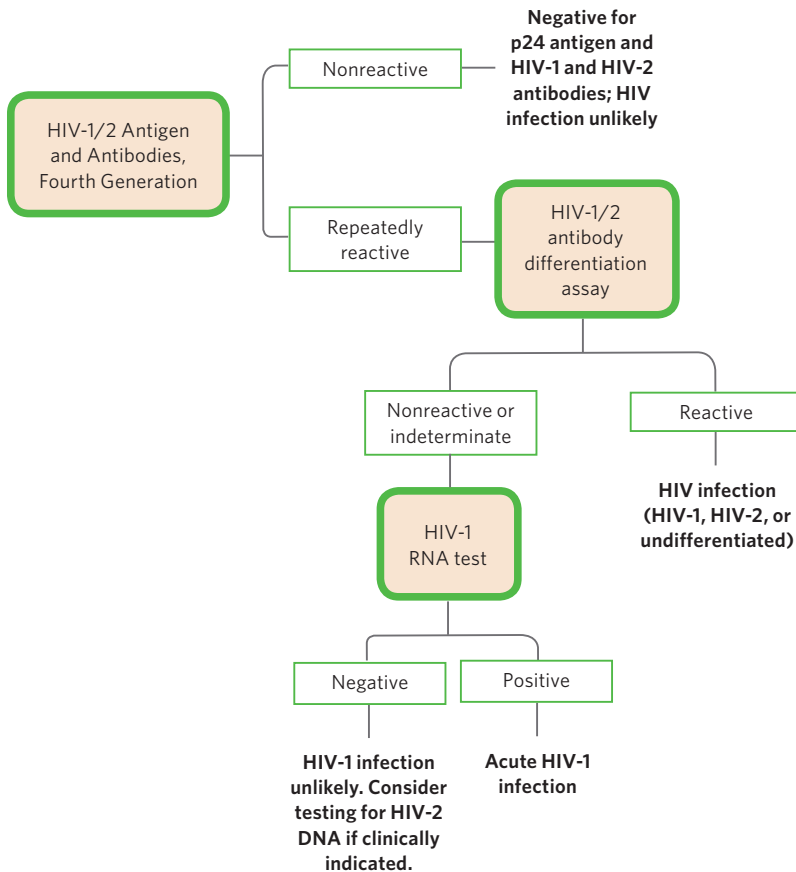 Negative for
p24 antigen and
HIV-1 and HIV-2
antibodies; HIV
infection unlikely
Nonreactive
HIV-1/2 Antigen
and Antibodies,
Fourth Generation
Repeatedly
reactive
HIV-1/2
antibody
differentiation
assay
Nonreactive or
indeterminate
Reactive
HIV infection
(HIV-1, HIV-2, or
undifferentiated)
HIV-1
RNA test
Negative
Positive
HIV-1 infection
unlikely. Consider
testing for HIV-2
DNA if clinically
indicated.
Acute HIV-1
infection